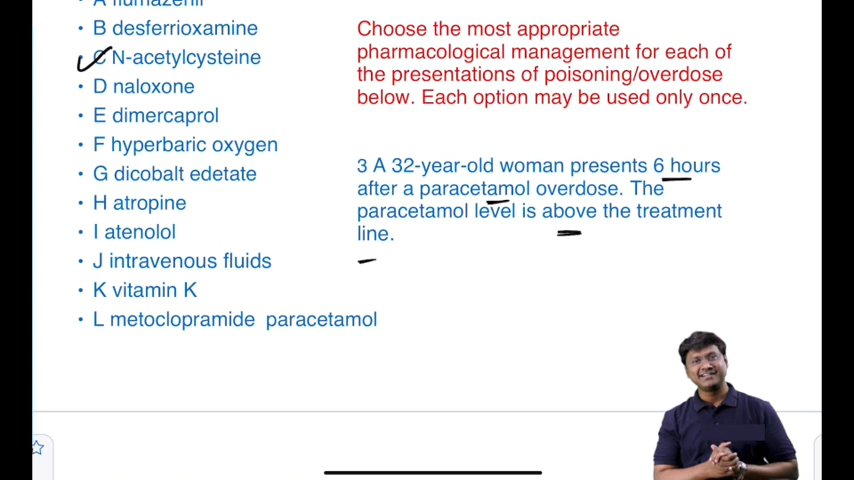 A flumazenil
• B desferrioxamine
• C N-acetylcysteine
• D naloxone
• E dimercaprol
• F hyperbaric oxygen
• G dicobalt edetate
• H atropine
• I atenolol
• J intravenous fluids
• K vitamin K
• L metoclopramide paracetamol
Choose the most appropriate
pharmacological management for each of
the presentations of poisoning/overdose
below. Each option may be used only once.
3 A 32-year-old woman presents 6 hours
after a paracetamol overdose. The
paracetamol level is above the treatment
line.